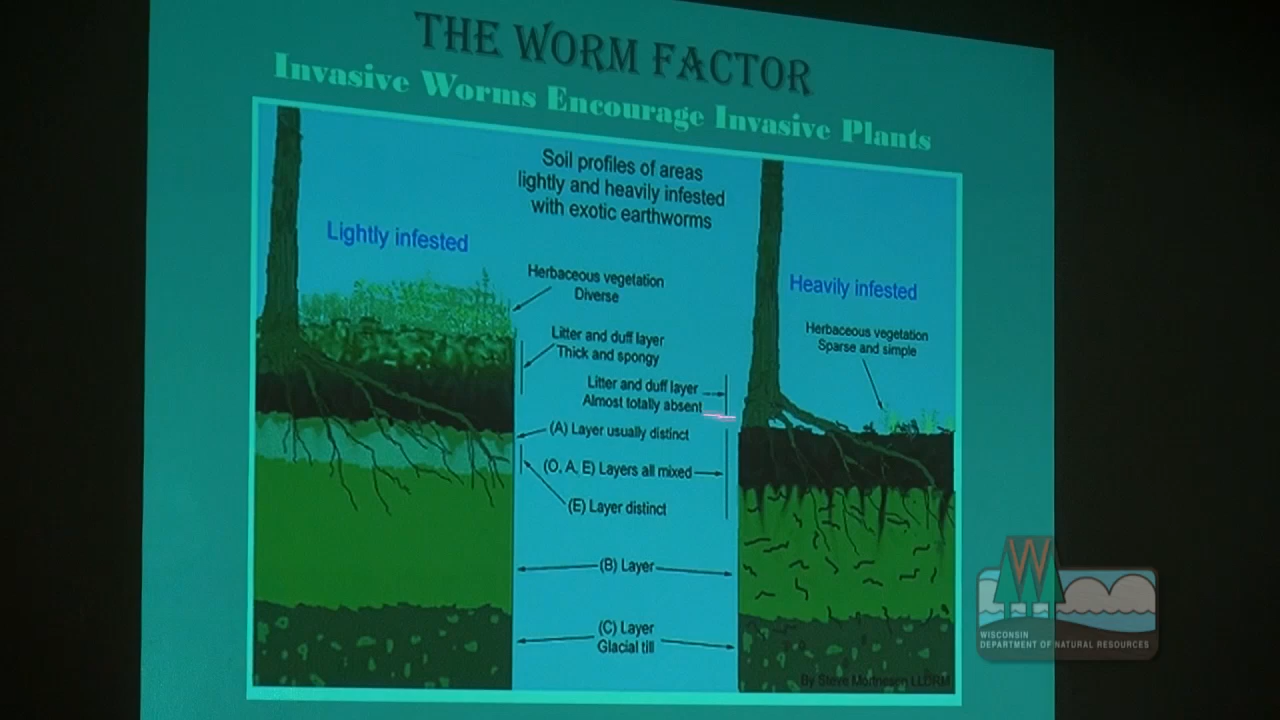 THE WORM FACTOR
Invasive Worms Encourage Invasive Plants
Soil profiles of areas
lightly and heavily infested
with exotic earthworms
Lightly infested
Heavily infested
Herbaceous vegetation
Diverse
Herbaceous vegetation
Sparse and simple
Litter and duff layer
Thick and spongy
Litter and duff layer
Almost totally absent
(A) Layer usually distinct
(O, A, E) Layers all mixed
(E) Layer distinct
(B) Layer
(C) Layer
Glacial till
By Steve
WISCONSIN
DEPARTMENT OF NATURAL RESOURCES